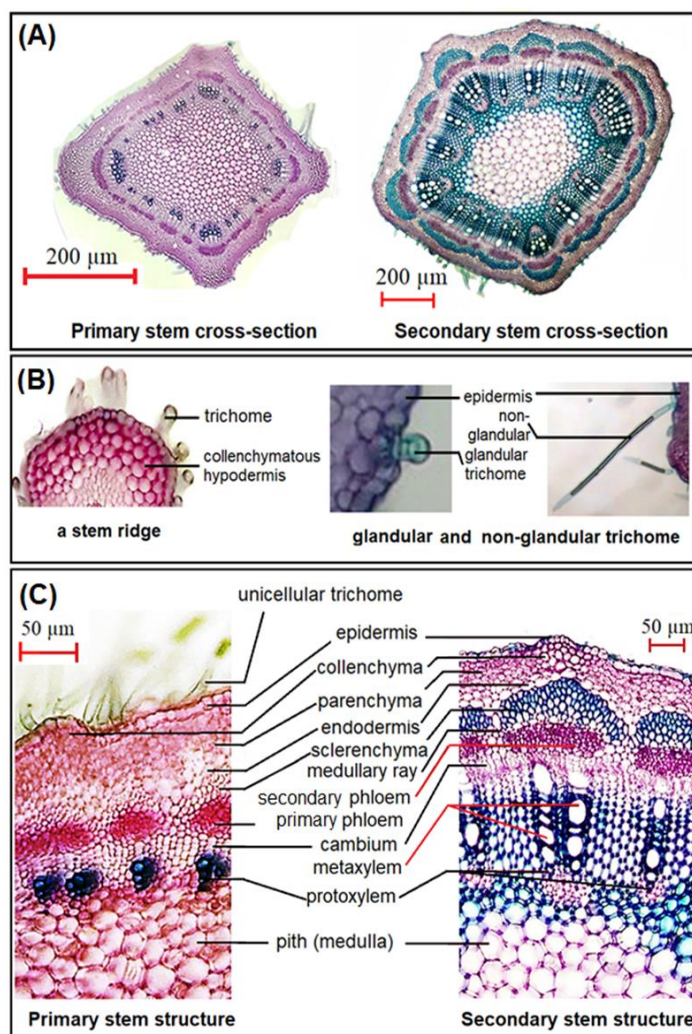 (A)
200 µm
200 µm
Primary stem cross-section
Secondary stem cross-section
(B)
trichome
collenchymatous
hypodermis
a stem ridge
epidermis
non-
glandular
glandular
trichome
glandular and non-glandular trichome
(C)
50 µm
50 µm
unicellular trichome
epidermis
collenchyma
parenchyma
endodermis
sclerenchyma
medullary ray
secondary phloem
primary phloem
cambium
metaxylem
protoxylem
pith (medulla)
Primary stem structure
Secondary stem structure